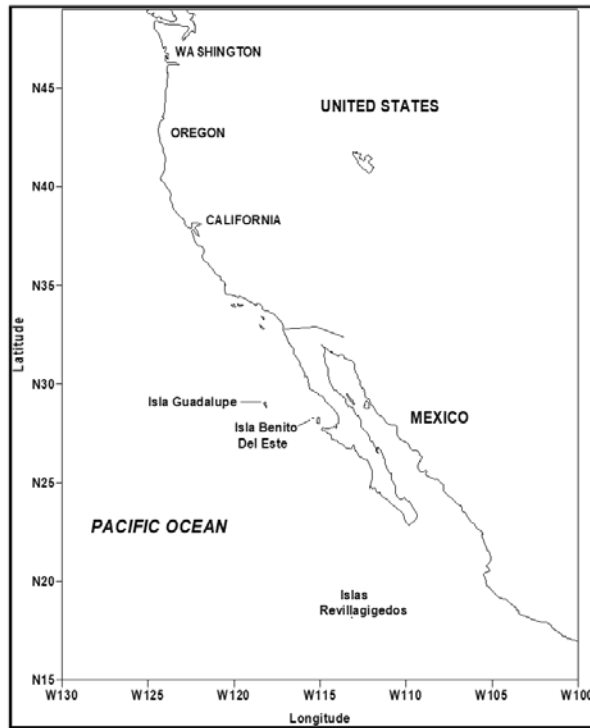 WASHINGTON
N45
UNITED STATES
OREGON
N40
CALIFORNIA
N35
Latitude
N30
Isla Guadalupe
Isla Benito
Del Este
MEXICO
N25
PACIFIC OCEAN
N20
Islas
Revillagigedos
N15
W130
W125
W120
W115
W110
W105
W100
Longitude